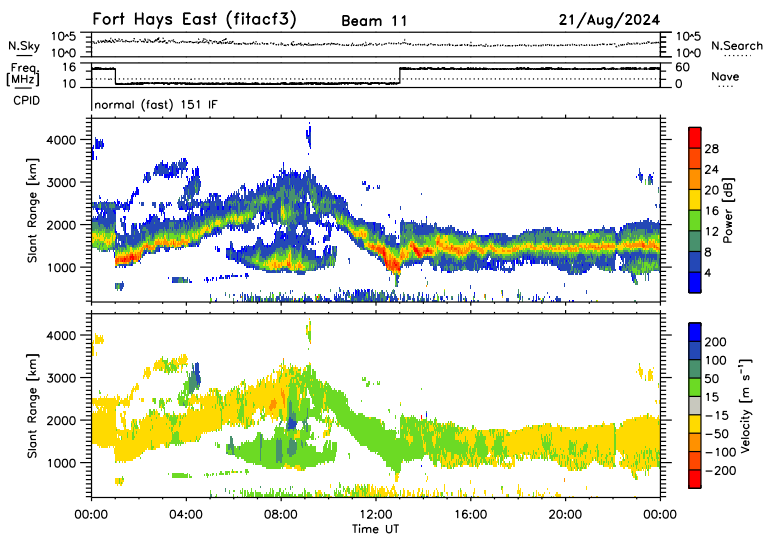 Fort Hays East (fitacf3) Beam 11 21/Aug/2024
N.Sky 10^5 10^0 10^5 10^0 N.Search
Freq. [MHz] 16 10 60 0 Nave
CPID normal (fast) 151 IF
Slant Range [km] 4000 3000 2000 1000
Power [dB] 28 24 20 16 12 8 4
Slant Range [km] 4000 3000 2000 1000
Velocity [m s⁻¹] 200 100 50 15 −15 −50 −100 −200
00:00 04:00 08:00 12:00 16:00 20:00 00:00
Time UT